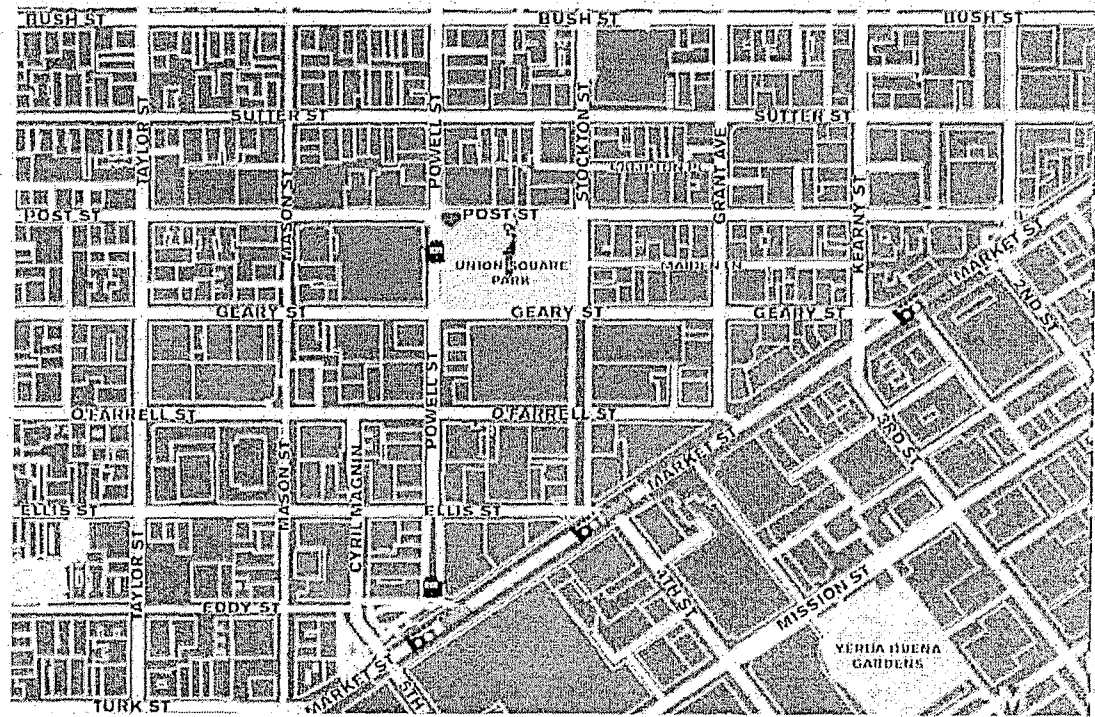 BUSH ST
BUSH ST
BUSH ST
SUTTER ST
SUTTER ST
TAYLOR ST
MASON ST
POWELL ST
STOCKTON ST
GRANT AVE
KEARNY ST
POST ST
POST ST
MARKET ST
2ND ST
UNION SQUARE
PARK
MAIDEN LN
GEARY ST
GEARY ST
GEARY ST
O'FARRELL ST
O'FARRELL ST
POWELL ST
MARKET ST
3RD ST
MASON ST
CYRIL MAGNIN
ELLIS ST
ELLIS ST
TAYLOR ST
4TH ST
MISSION ST
EDDY ST
YERBA BUENA
GARDENS
MARKET ST
5TH
TURK ST